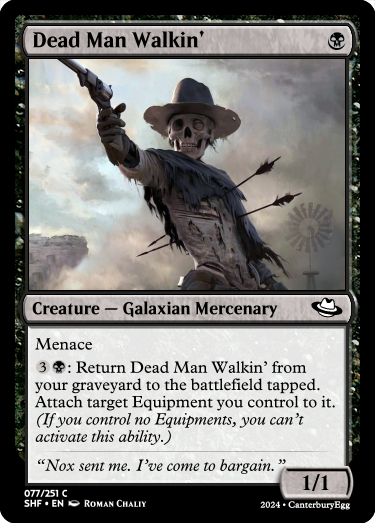 Dead Man Walkin'
Creature — Galaxian Mercenary
Menace
3 : Return Dead Man Walkin' from
your graveyard to the battlefield tapped.
Attach target Equipment you control to it.
(If you control no Equipments, you can't
activate this ability.)
"Nox sent me. I've come to bargain."
1/1
077/251 C
SHF • EN Roman Chaliy
2024 • CanterburyEgg